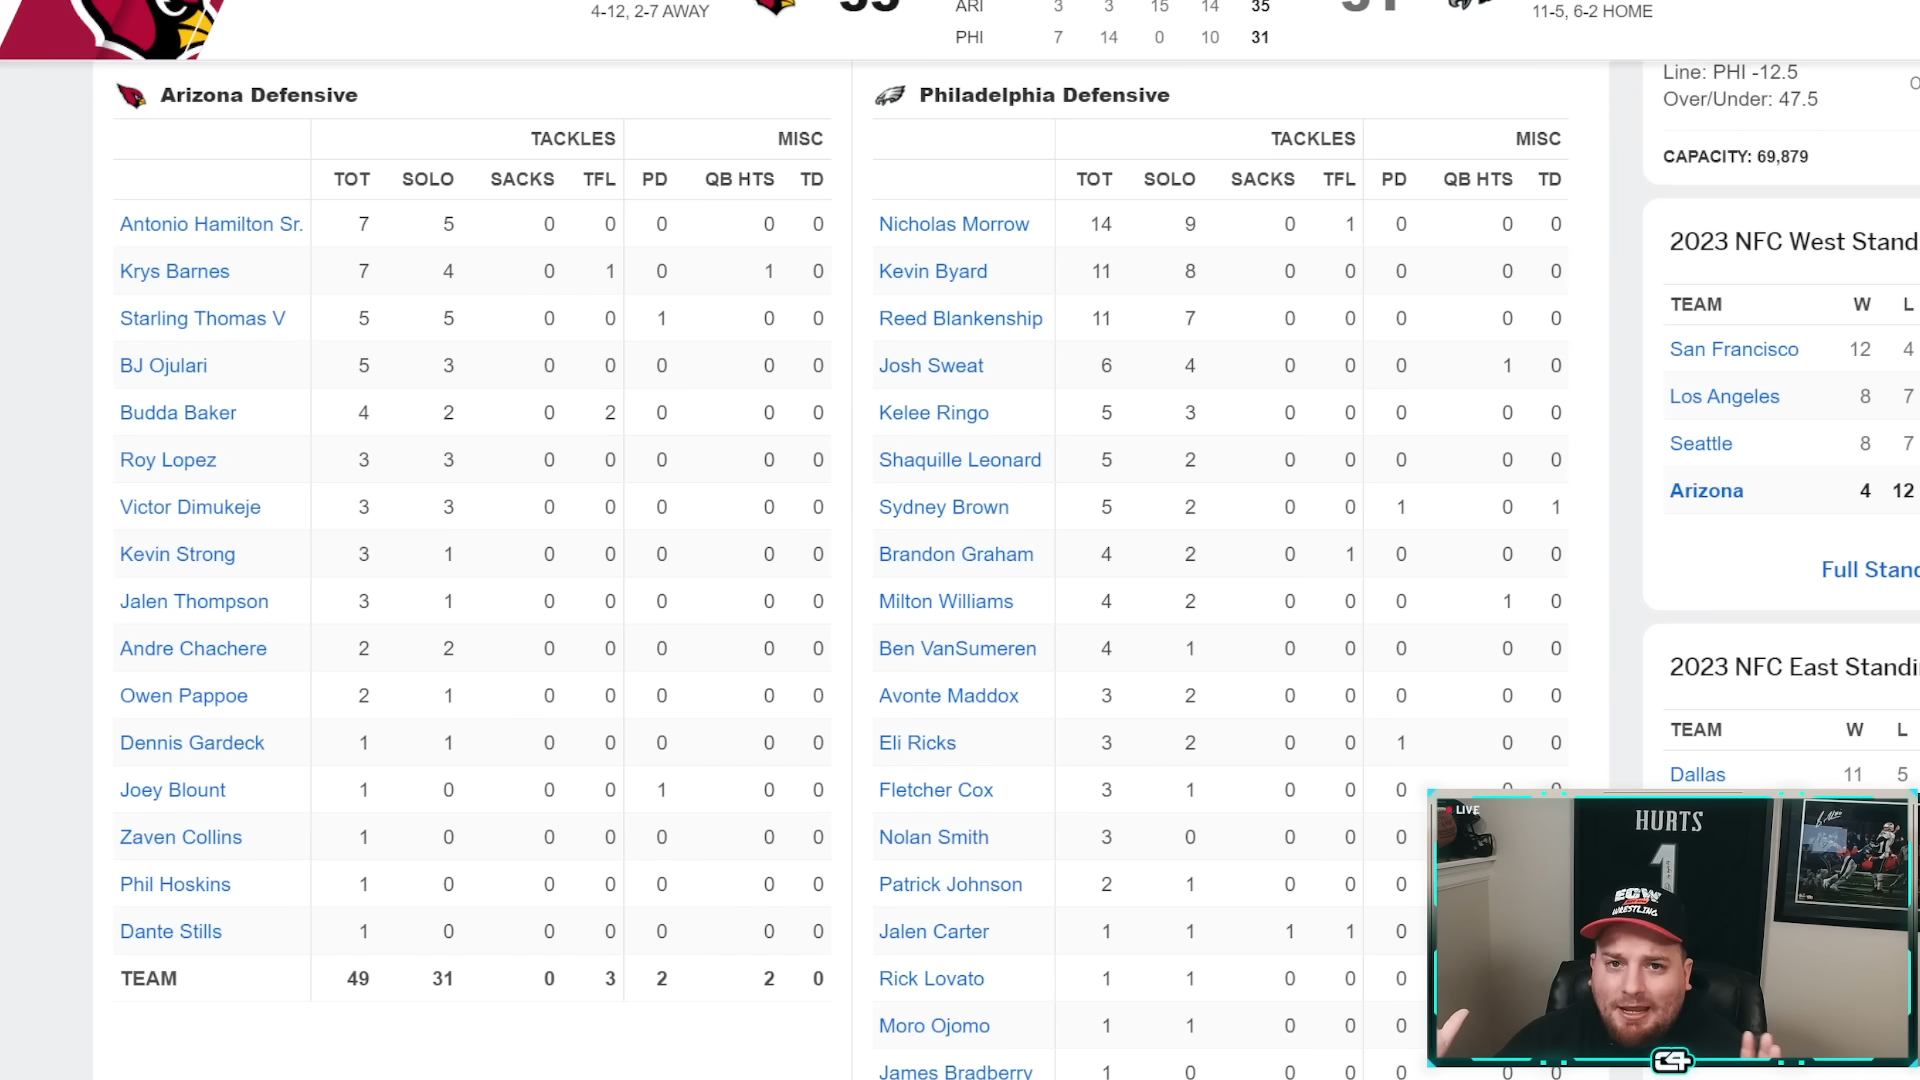 4-12, 2-7 AWAY
ARI 3 3 15 14 35
PHI 7 14 0 10 31
11-5, 6-2 HOME
Arizona Defensive
TACKLES MISC
TOT SOLO SACKS TFL PD QB HTS TD
Antonio Hamilton Sr. 7 5 0 0 0 0 0
Krys Barnes 7 4 0 1 0 1 0
Starling Thomas V 5 5 0 0 1 0 0
BJ Ojulari 5 3 0 0 0 0 0
Budda Baker 4 2 0 2 0 0 0
Roy Lopez 3 3 0 0 0 0 0
Victor Dimukeje 3 3 0 0 0 0 0
Kevin Strong 3 1 0 0 0 0 0
Jalen Thompson 3 1 0 0 0 0 0
Andre Chachere 2 2 0 0 0 0 0
Owen Pappoe 2 1 0 0 0 0 0
Dennis Gardeck 1 1 0 0 0 0 0
Joey Blount 1 0 0 0 1 0 0
Zaven Collins 1 0 0 0 0 0 0
Phil Hoskins 1 0 0 0 0 0 0
Dante Stills 1 0 0 0 0 0 0
TEAM 49 31 0 3 2 2 0
Philadelphia Defensive
TACKLES MISC
TOT SOLO SACKS TFL PD QB HTS TD
Nicholas Morrow 14 9 0 1 0 0 0
Kevin Byard 11 8 0 0 0 0 0
Reed Blankenship 11 7 0 0 0 0 0
Josh Sweat 6 4 0 0 0 1 0
Kelee Ringo 5 3 0 0 0 0 0
Shaquille Leonard 5 2 0 0 0 0 0
Sydney Brown 5 2 0 0 1 0 1
Brandon Graham 4 2 0 1 0 0 0
Milton Williams 4 2 0 0 0 1 0
Ben VanSumeren 4 1 0 0 0 0 0
Avonte Maddox 3 2 0 0 0 0 0
Eli Ricks 3 2 0 0 1 0 0
Fletcher Cox 3 1 0 0 0 0 0
Nolan Smith 3 0 0 0 0
Patrick Johnson 2 1 0 0 0
Jalen Carter 1 1 1 1 0
Rick Lovato 1 1 0 0 0
Moro Ojomo 1 1 0 0 0
James Bradberry 1 0 0 0 0 0 0
Line: PHI -12.5
Over/Under: 47.5
CAPACITY: 69,879
2023 NFC West Stand
TEAM W L
San Francisco 12 4
Los Angeles 8 7
Seattle 8 7
Arizona 4 12
Full Stan
2023 NFC East Standi
TEAM W L
Dallas 11 5
LIVE
HURTS
1
EGW
WRESTLING